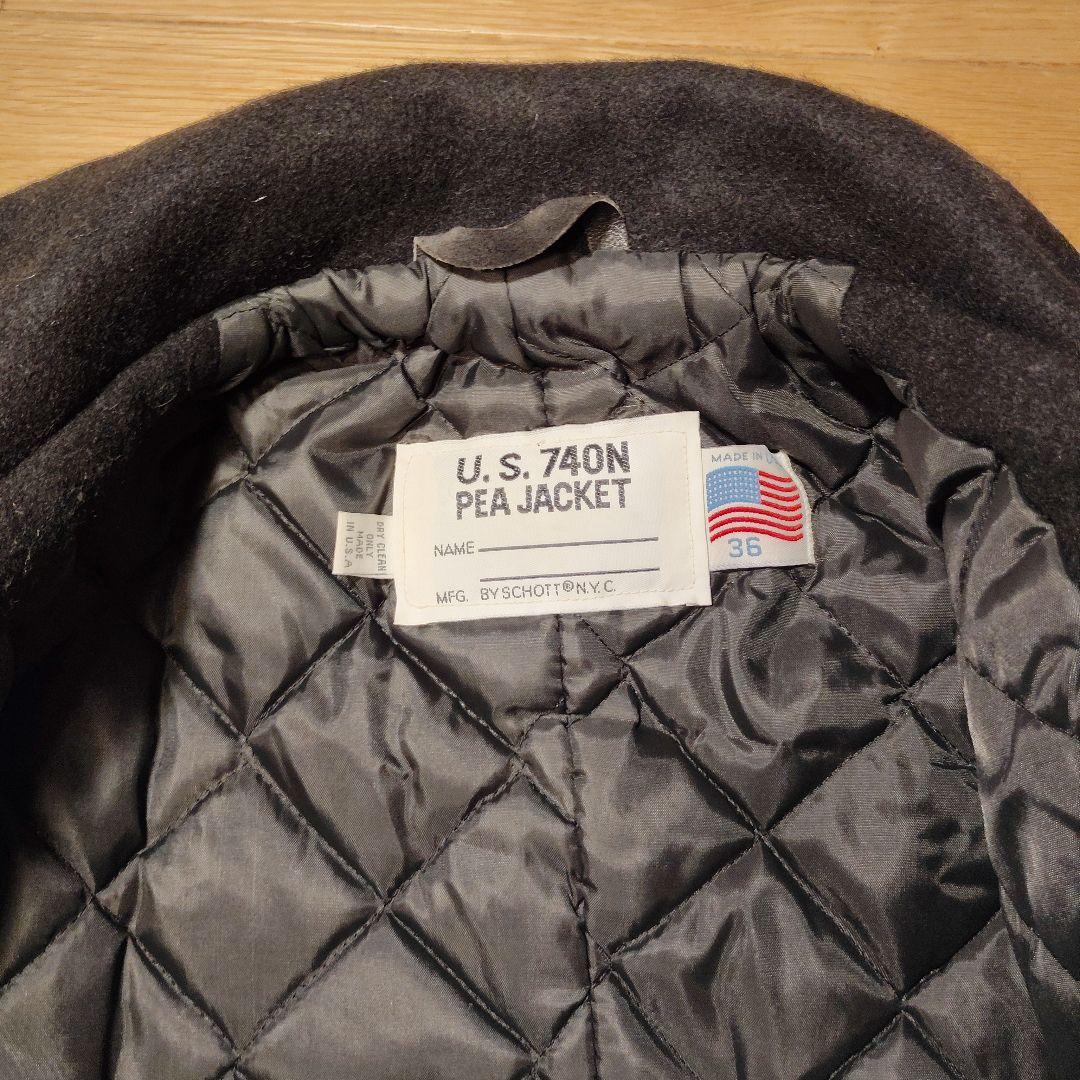 U. S. 740N
PEA JACKET
NAME
MFG. BY SCHOTT® N.Y.C.
DRY CLEAN
ONLY
MADE
IN U.S.A
MADE IN
36